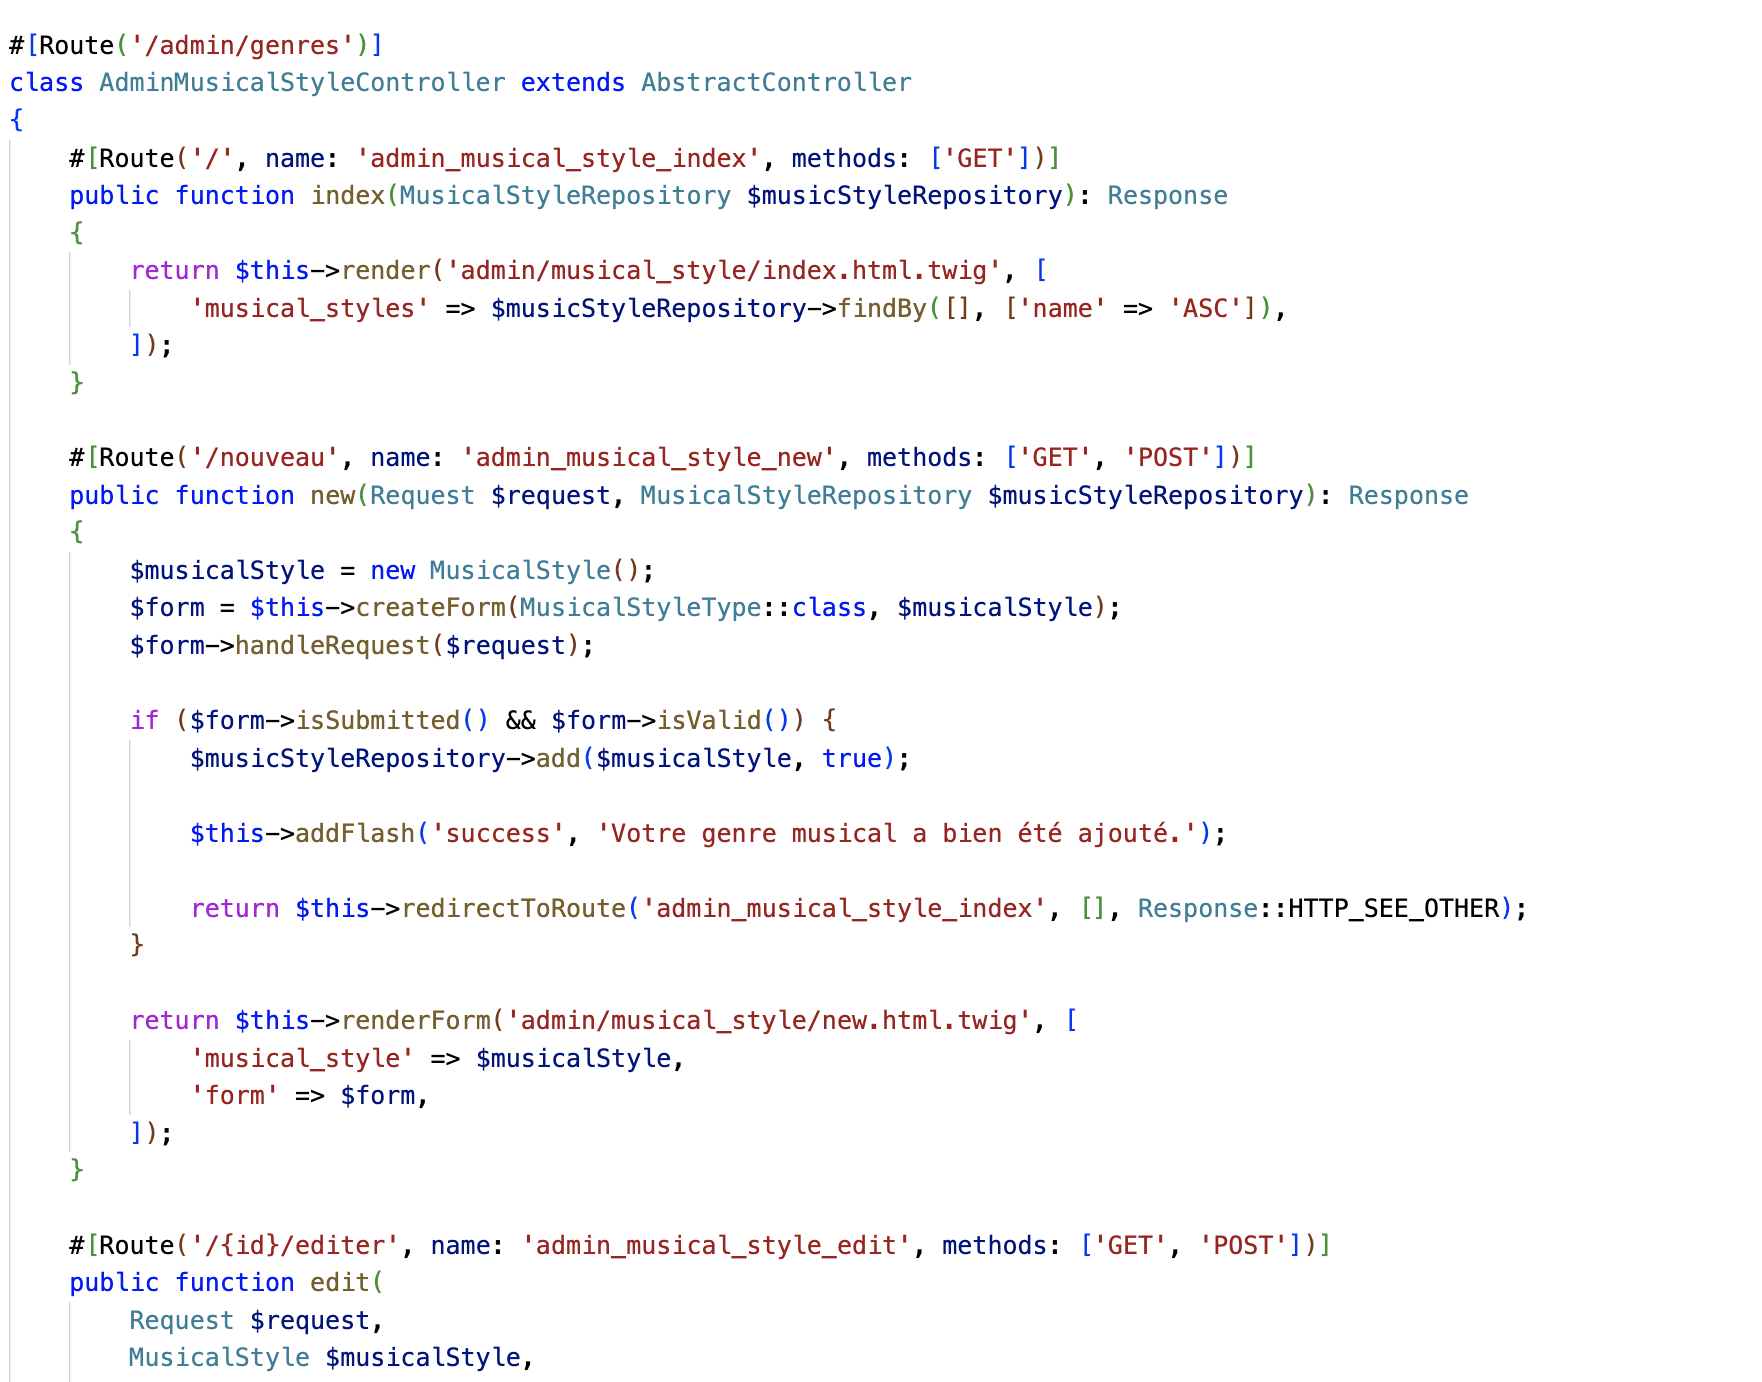 #[Route('/admin/genres')]
class AdminMusicalStyleController extends AbstractController
{
    #[Route('/', name: 'admin_musical_style_index', methods: ['GET'])]
    public function index(MusicalStyleRepository $musicStyleRepository): Response
    {
        return $this->render('admin/musical_style/index.html.twig', [
            'musical_styles' => $musicStyleRepository->findBy([], ['name' => 'ASC']),
        ]);
    }

    #[Route('/nouveau', name: 'admin_musical_style_new', methods: ['GET', 'POST'])]
    public function new(Request $request, MusicalStyleRepository $musicStyleRepository): Response
    {
        $musicalStyle = new MusicalStyle();
        $form = $this->createForm(MusicalStyleType::class, $musicalStyle);
        $form->handleRequest($request);

        if ($form->isSubmitted() && $form->isValid()) {
            $musicStyleRepository->add($musicalStyle, true);

            $this->addFlash('success', 'Votre genre musical a bien été ajouté.');

            return $this->redirectToRoute('admin_musical_style_index', [], Response::HTTP_SEE_OTHER);
        }

        return $this->renderForm('admin/musical_style/new.html.twig', [
            'musical_style' => $musicalStyle,
            'form' => $form,
        ]);
    }

    #[Route('/{id}/editer', name: 'admin_musical_style_edit', methods: ['GET', 'POST'])]
    public function edit(
        Request $request,
        MusicalStyle $musicalStyle,